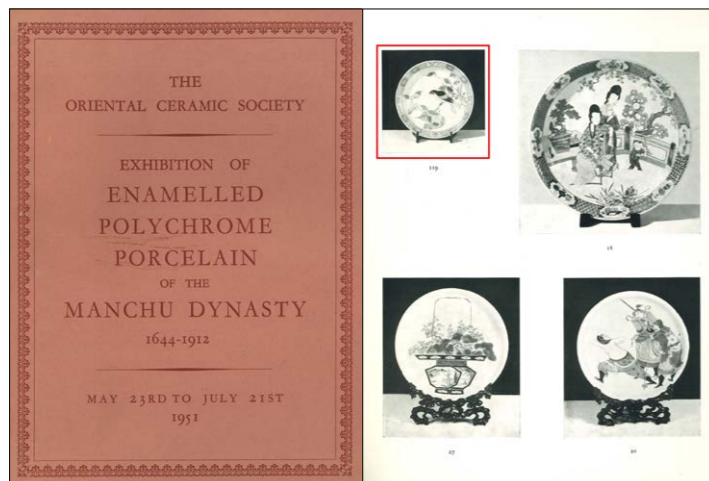 THE
ORIENTAL CERAMIC SOCIETY
EXHIBITION OF
ENAMELLED
POLYCHROME
PORCELAIN
OF THE
MANCHU DYNASTY
1644-1912
MAY 23RD TO JULY 21ST
1951
119